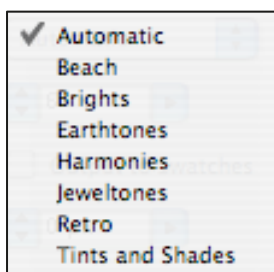 Automatic
Beach
Brights
Earthtones
Harmonies
Jeweltones
Retro
Tints and Shades